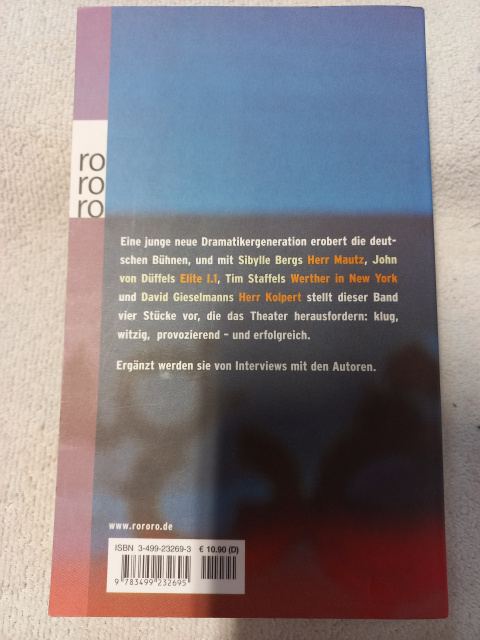 ro
ro
ro
Eine junge neue Dramatikergeneration erobert die deut-
schen Bühnen, und mit Sibylle Bergs Herr Mautz, John
von Düffels Elite I.1, Tim Staffels Werther in New York
und David Gieselmanns Herr Kolpert stellt dieser Band
vier Stücke vor, die das Theater herausfordern: klug,
witzig, provozierend – und erfolgreich.
Ergänzt werden sie von Interviews mit den Autoren.
www.rororo.de
ISBN 3-499-23269-3 € 10.90 (D)
9 783499 232695